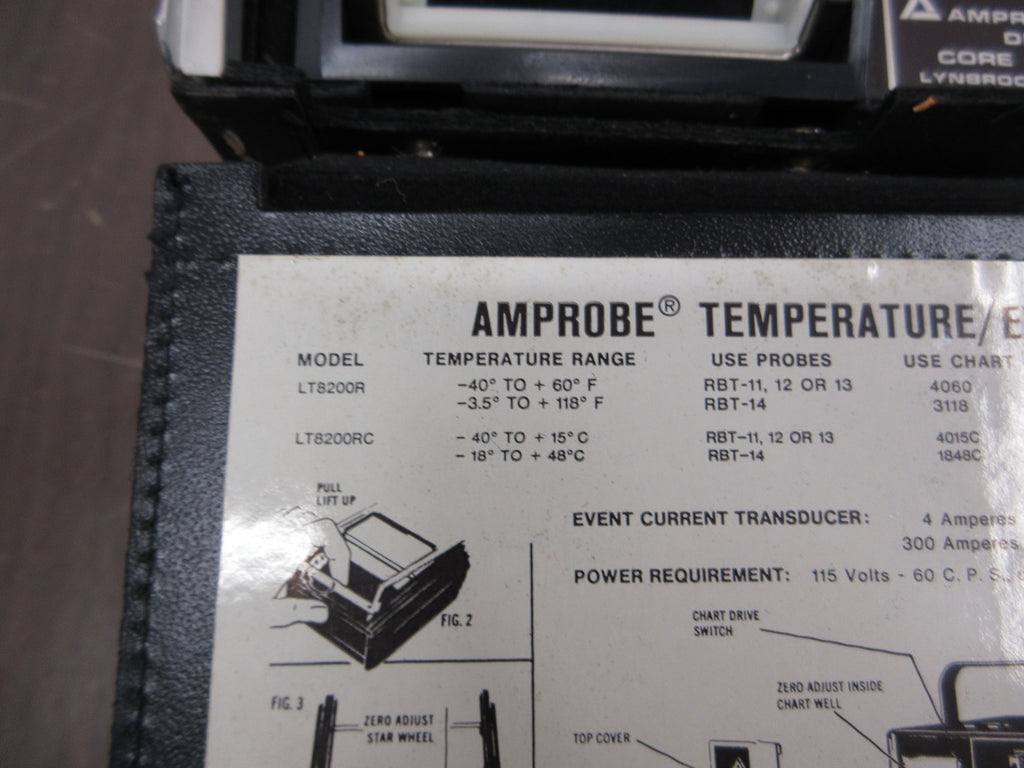 AMPR
CORE
LYNBROO
AMPROBE® TEMPERATURE/E
MODEL TEMPERATURE RANGE USE PROBES USE CHART
LT8200R –40° TO + 60° F RBT-11, 12 OR 13 4060
–3.5° TO + 118° F RBT-14 3118
LT8200RC – 40° TO + 15° C RBT–11, 12 OR 13 4015C
– 18° TO + 48°C RBT-14 1848C
PULL
LIFT UP
EVENT CURRENT TRANSDUCER: 4 Amperes
300 Amperes
POWER REQUIREMENT: 115 Volts - 60 C. P. S.
FIG. 2
CHART DRIVE
SWITCH
ZERO ADJUST INSIDE
CHART WELL
FIG. 3
ZERO ADJUST
STAR WHEEL
TOP COVER